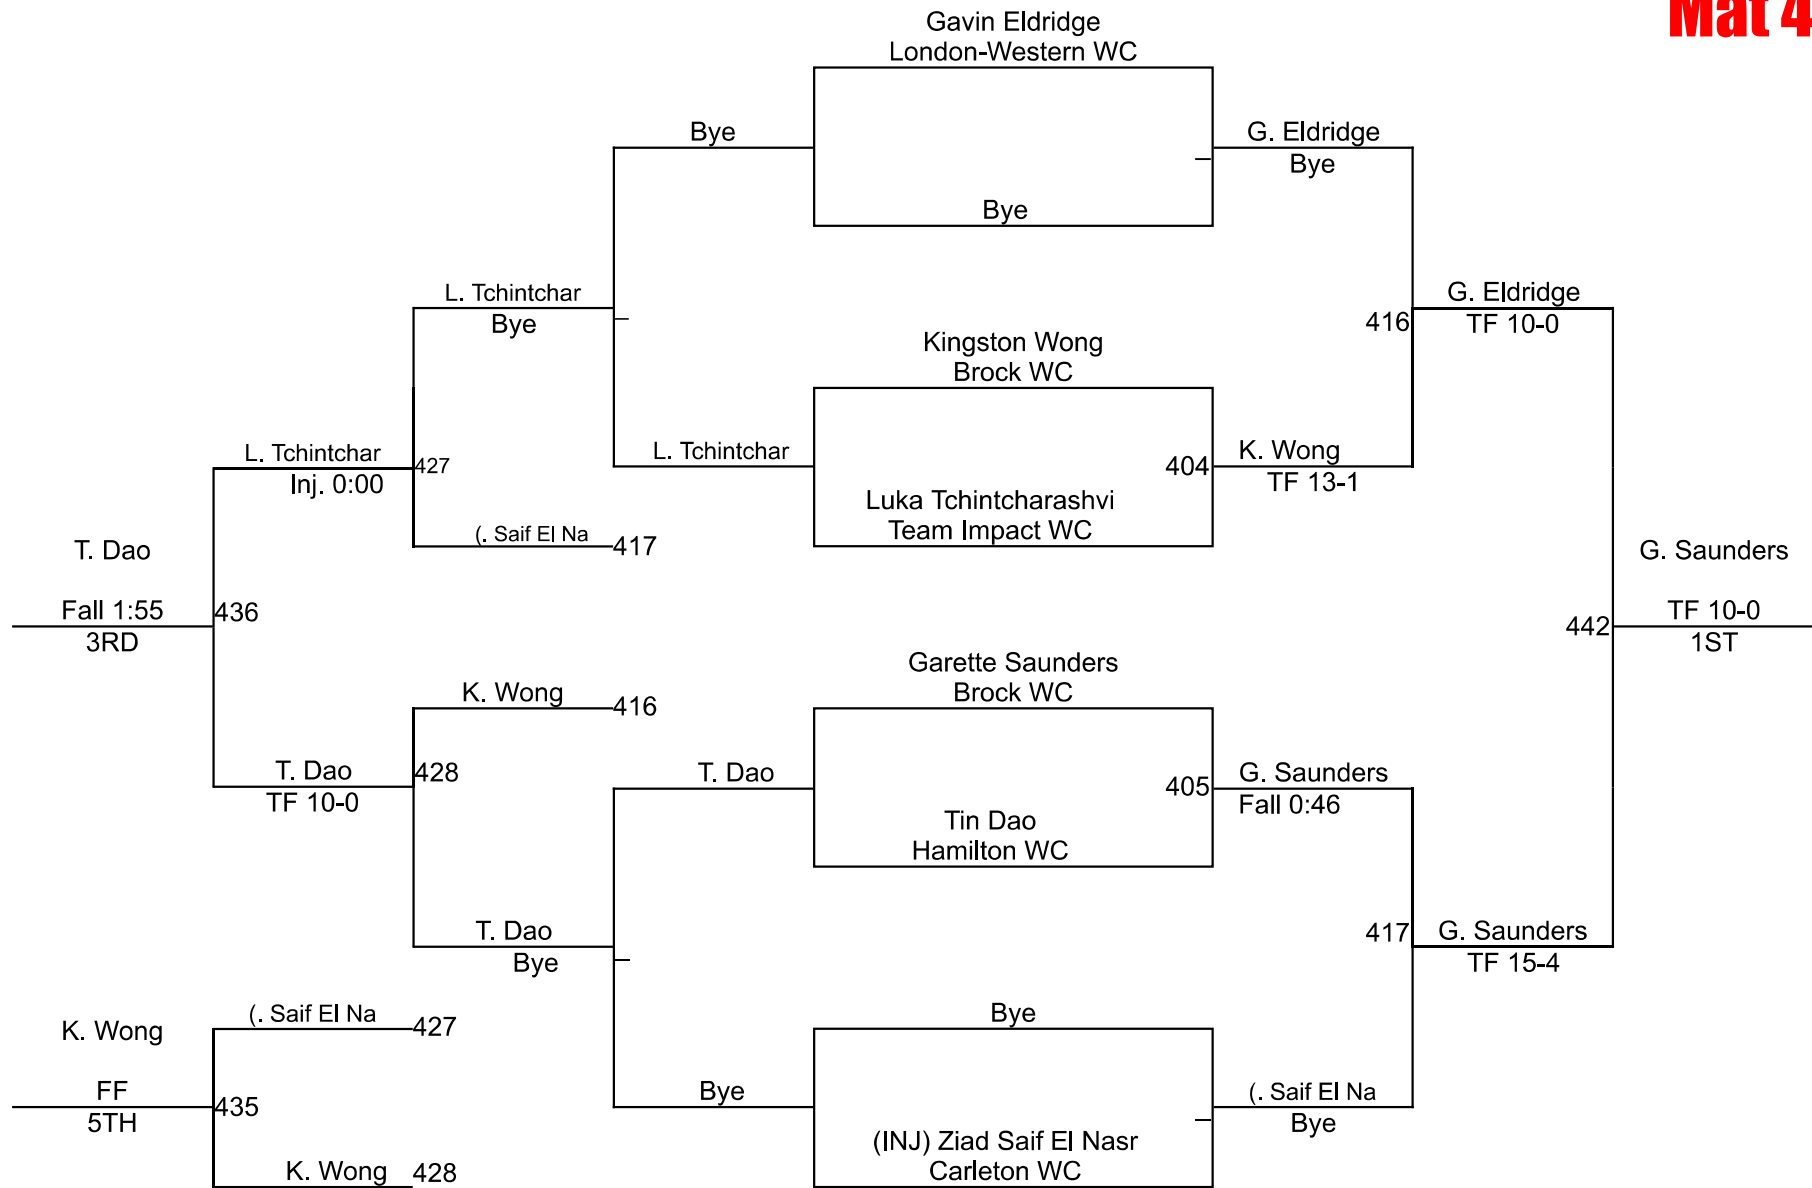 Mat 4
Gavin Eldridge
London-Western WC
Bye
G. Eldridge
Bye
Bye
L. Tchintchar
Bye
G. Eldridge
TF 10-0
416
Kingston Wong
Brock WC
L. Tchintchar
Inj. 0:00
427
L. Tchintchar
404
K. Wong
TF 13-1
Luka Tchintcharashvi
Team Impact WC
(. Saif El Na
417
T. Dao
Fall 1:55
3RD
436
G. Saunders
TF 10-0
1ST
442
Garette Saunders
Brock WC
K. Wong
416
T. Dao
TF 10-0
428
T. Dao
405
G. Saunders
Fall 0:46
Tin Dao
Hamilton WC
T. Dao
Bye
417
G. Saunders
TF 15-4
(. Saif El Na
427
Bye
K. Wong
FF
5TH
435
Bye
(. Saif El Na
Bye
(INJ) Ziad Saif El Nasr
Carleton WC
K. Wong
428